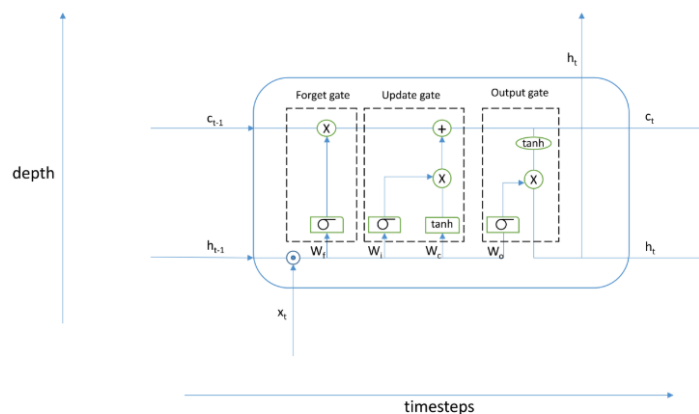 h_t
Forget gate
Update gate
Output gate
c_{t-1}
X
+
c_t
tanh
depth
X
X
σ
σ
tanh
σ
h_{t-1}
W_f
W_i
W_c
W_o
h_t
x_t
timesteps